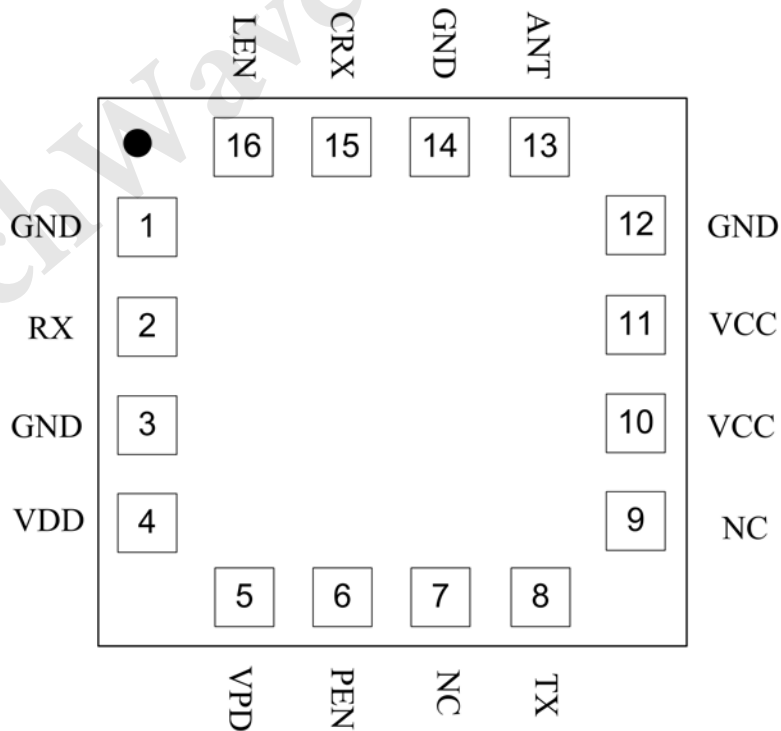 LEN CRX GND ANT
16 15 14 13
GND 1 12 GND
RX 2 11 VCC
GND 3 10 VCC
VDD 4 9 NC
5 6 7 8
VPD PEN NC TX